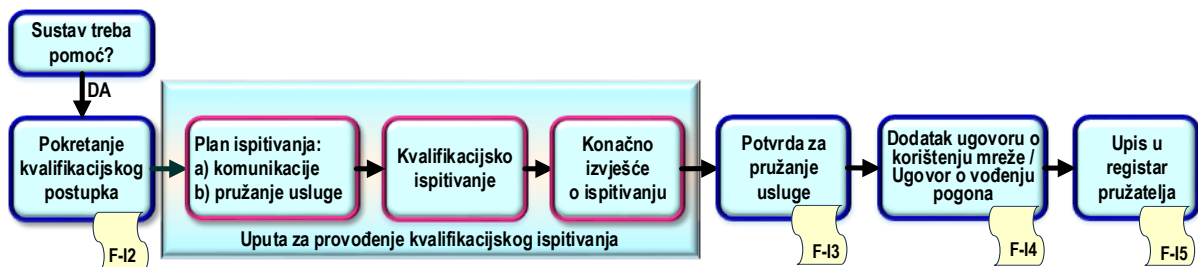 Sustav treba
pomoć?
DA
Pokretanje
kvalifikacijskog
postupka
F-I2
Plan ispitivanja:
a) komunikacije
b) pružanje usluge
Kvalifikacijsko
ispitivanje
Konačno
izvješće
o ispitivanju
Uputa za provođenje kvalifikacijskog ispitivanja
Potvrda za
pružanje
usluge
F-I3
Dodatak ugovoru o
korištenju mreže /
Ugovor o vođenju
pogona
F-I4
Upis u
registar
pružatelja
F-I5